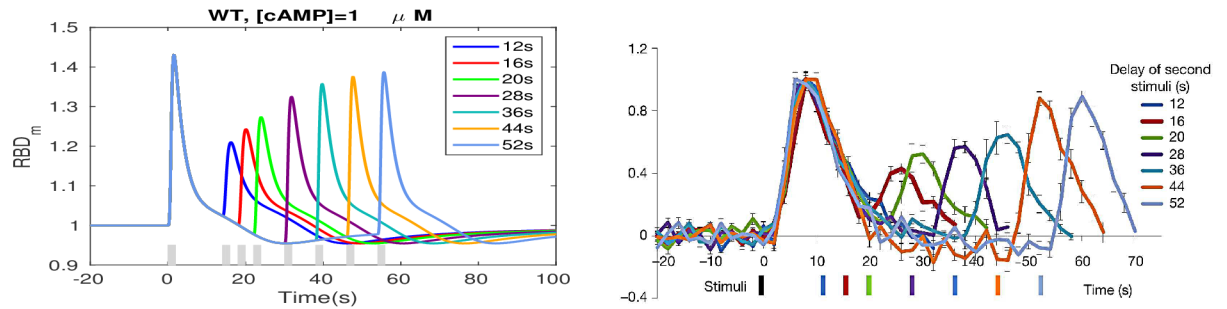 WT, [cAMP]=1 μ M
1.5
1.4
1.3
1.2
1.1
1
0.9
RBDm
12s
16s
20s
28s
36s
44s
52s
-20 0 20 40 60 80 100
Time(s)
1.2
0.8
0.4
0
−0.4
Delay of second
stimuli (s)
12
16
20
28
36
44
52
−20 −10 0 10 20 30 40 50 60 70
Stimuli
Time (s)